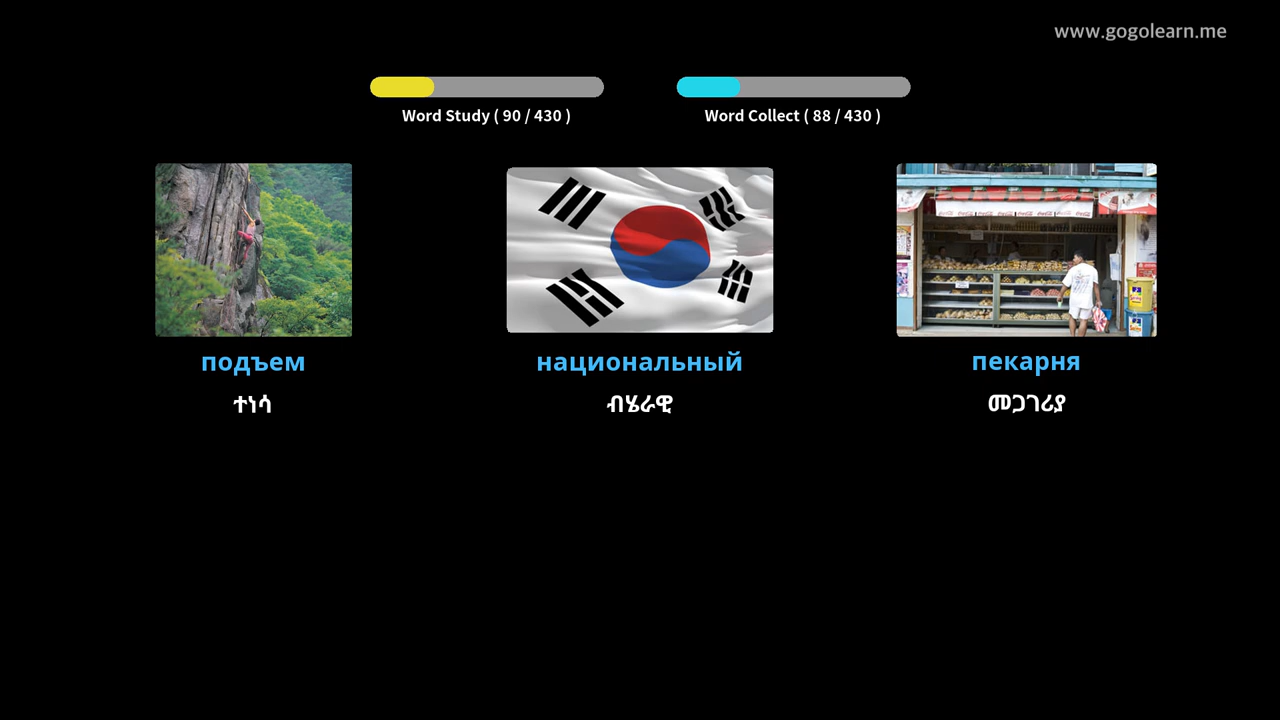 www.gogolearn.me
Word Study ( 90 / 430 )
Word Collect ( 88 / 430 )
подъем
национальный
пекарня
ተነሳ
ብሄራዊ
መጋገሪያ